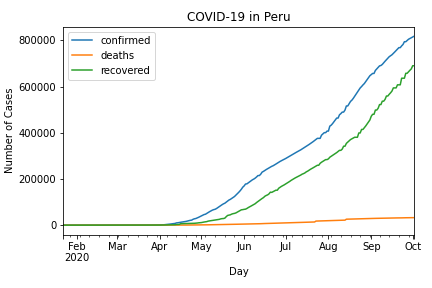 COVID-19 in Peru
confirmed
deaths
recovered
Number of Cases
800000
600000
400000
200000
0
Feb Mar Apr May Jun Jul Aug Sep Oct
2020
Day